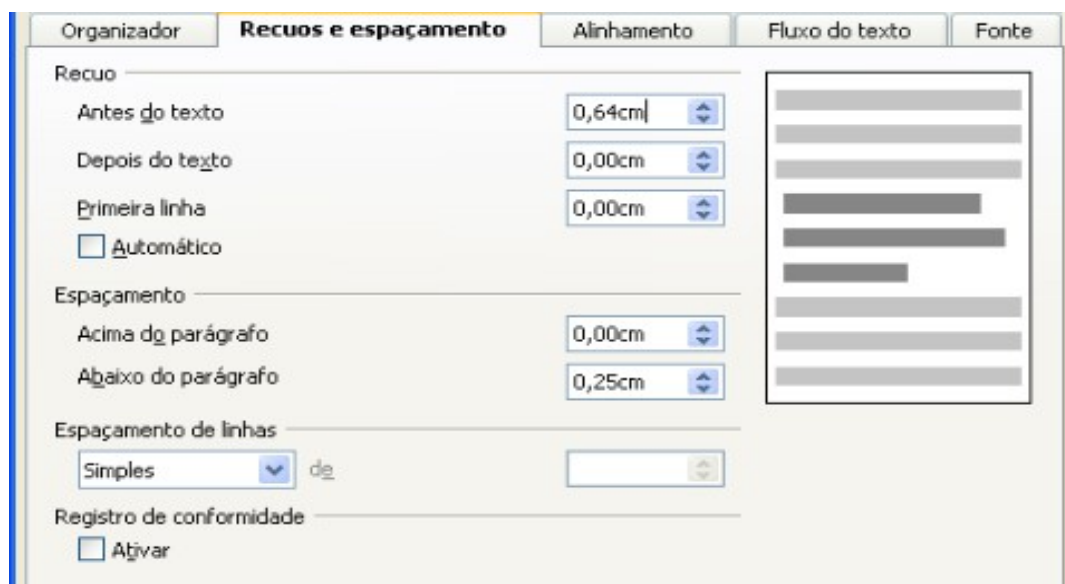 Organizador Recuos e espaçamento Alinhamento Fluxo do texto Fonte
Recuo
Antes do texto 0,64cm
Depois do texto 0,00cm
Primeira linha 0,00cm
Automático
Espaçamento
Acima do parágrafo 0,00cm
Abaixo do parágrafo 0,25cm
Espaçamento de linhas
Simples de
Registro de conformidade
Ativar